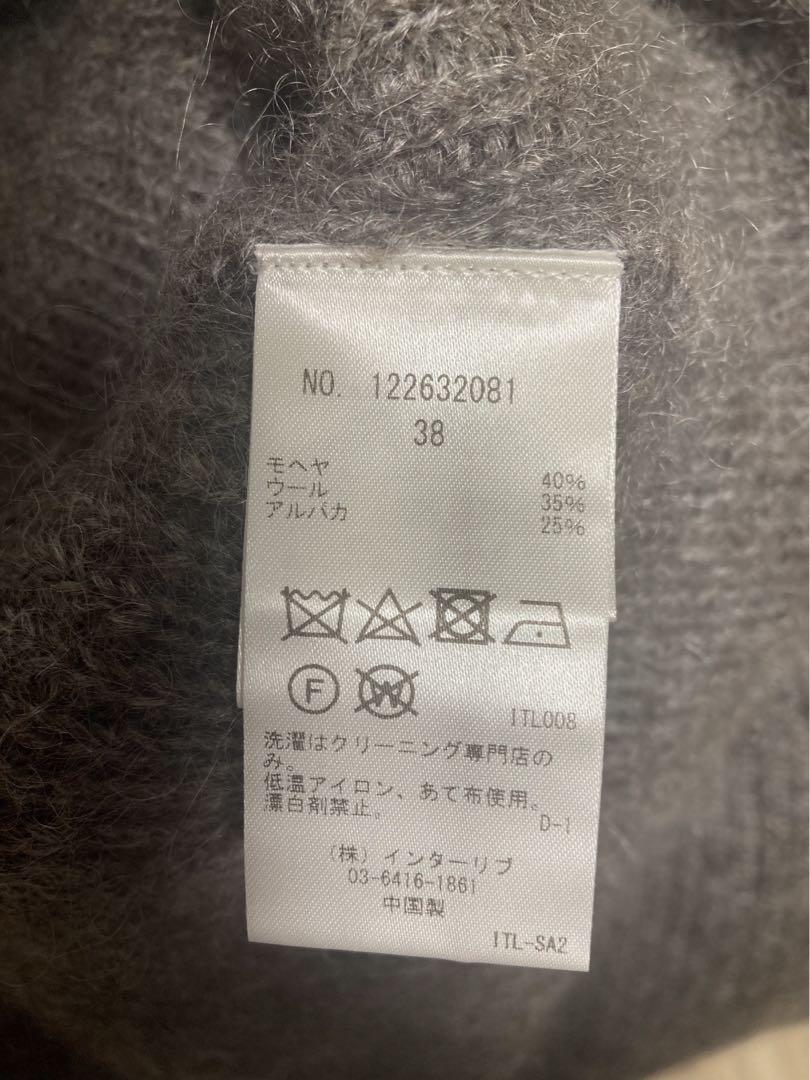 NO. 122632081
38
モヘヤ 40%
ウール 35%
アルパカ 25%
F W
ITL008
洗濯はクリーニング専門店の
み。
低温アイロン、あて布使用。
漂白剤禁止。
D-1
(株)インターリブ
03-6416-1861
中国製
ITL-SA2